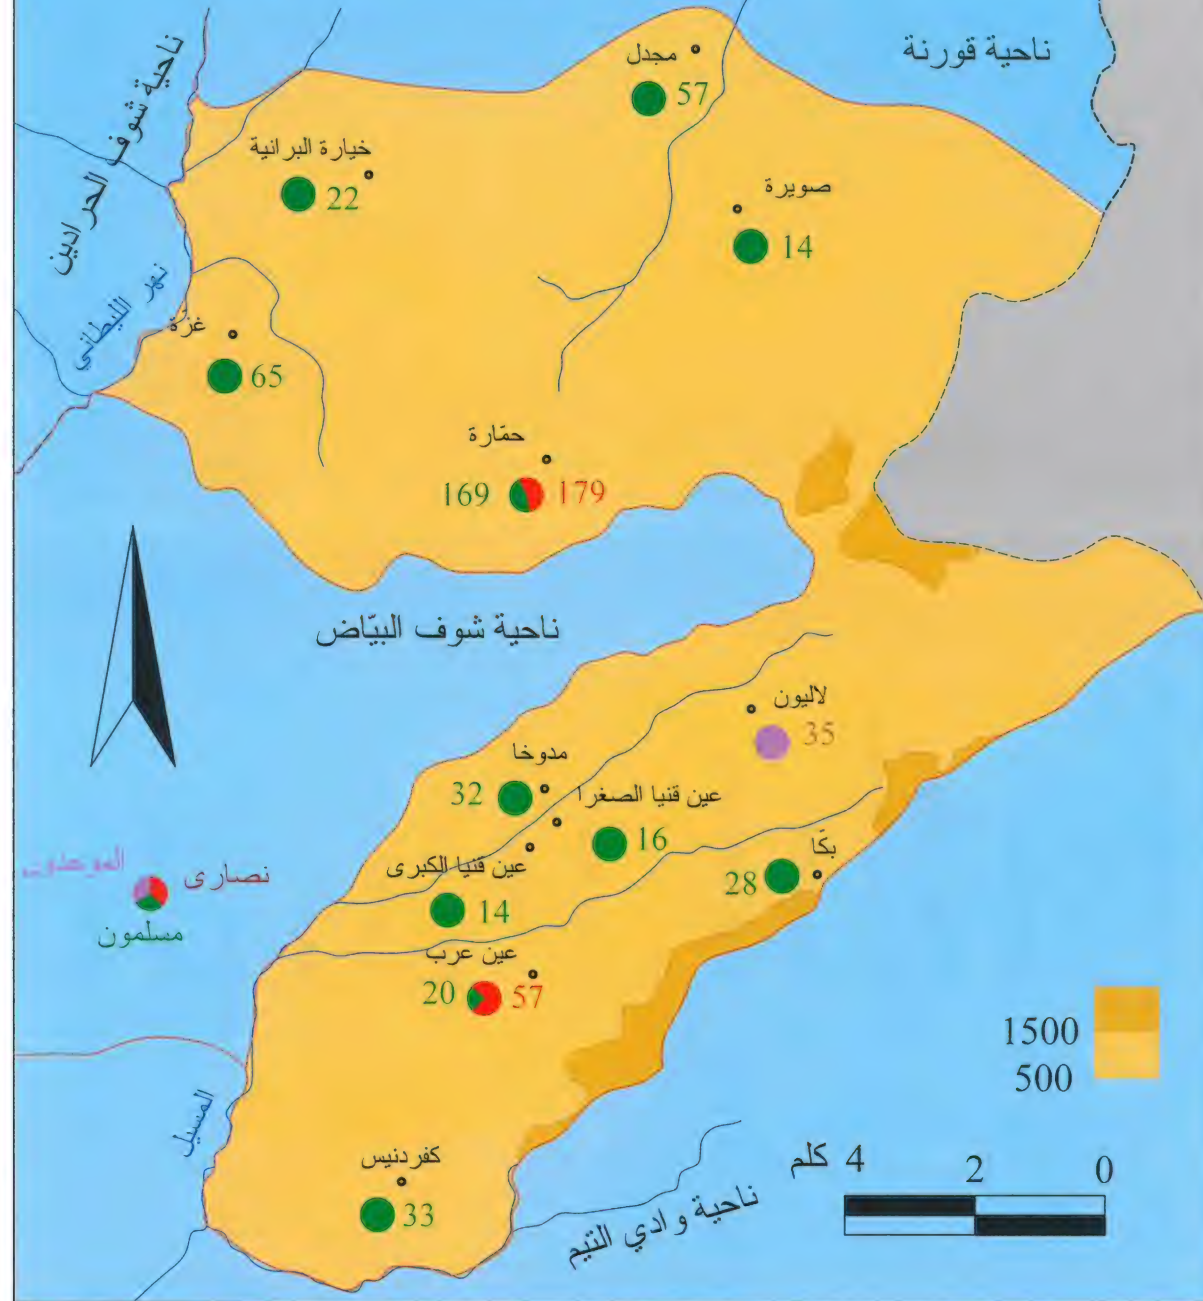 ناحية قورنة
ناحية شوف الحرادين
مجدل
57
خيارة البرانية
22
صويرة
14
نهر الليطاني
غزة
65
حمّارة
169
179
ناحية شوف البيّاض
لاليون
35
مدوخا
32
عين قنيا الصغرا
16
بكّا
28
عين قنيا الكبرى
14
الموحدون
نصارى
مسلمون
عين عرب
20
57
1500
500
المسيل
كفردنيس
33
ناحية وادي التيم
كلم 4 2 0